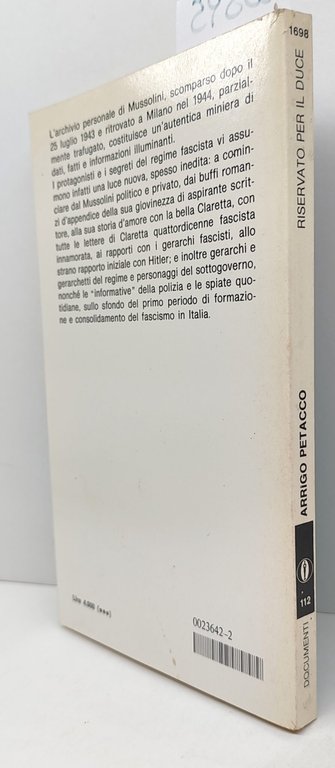 L'archivio personale di Mussolini, scomparso dopo il
25 luglio 1943 e ritrovato a Milano nel 1944, parzial-
mente trafugato, costituisce un'autentica miniera di
dati, fatti e informazioni illuminanti.
I protagonisti e i segreti del regime fascista vi assu-
mono infatti una luce nuova, spesso inedita: a comin-
ciare dal Mussolini politico e privato, dai buffi roman-
zi d'appendice della sua giovinezza di aspirante scrit-
tore, alla sua storia d'amore con la bella Claretta, con
tutte le lettere di Claretta quattordicenne fascista
innamorata, ai rapporti con i gerarchi fascisti, allo
strano rapporto iniziale con Hitler; e inoltre gerarchi e
gerarchetti del regime e personaggi del sottogoverno,
nonché le "informative" della polizia e le spiate quo-
tidiane, sullo sfondo del primo periodo di formazio-
ne e consolidamento del fascismo in Italia.
Lire 4.000 (***)
0023642-2
1698
RISERVATO PER IL DUCE
ARRIGO PETACCO
112
DOCUMENTI